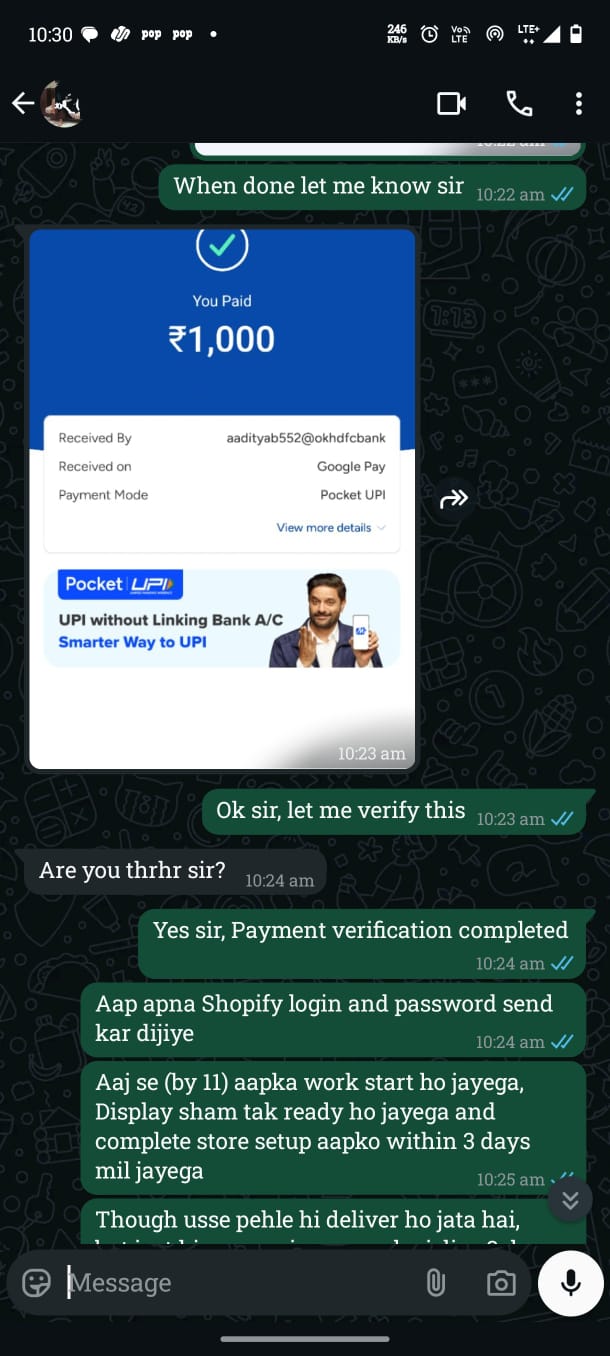 10:30
pop pop
246
KB/s
Vo)
LTE
LTE+
When done let me know sir 10:22 am
You Paid
₹1,000
Received By aadityab552@okhdfcbank
Received on Google Pay
Payment Mode Pocket UPI
View more details
Pocket UPI
UPI without Linking Bank A/C
Smarter Way to UPI
10:23 am
Ok sir, let me verify this 10:23 am
Are you thrhr sir? 10:24 am
Yes sir, Payment verification completed
10:24 am
Aap apna Shopify login and password send
kar dijiye 10:24 am
Aaj se (by 11) aapka work start ho jayega,
Display sham tak ready ho jayega and
complete store setup aapko within 3 days
mil jayega 10:25 am
Though usse pehle hi deliver ho jata hai,
Message